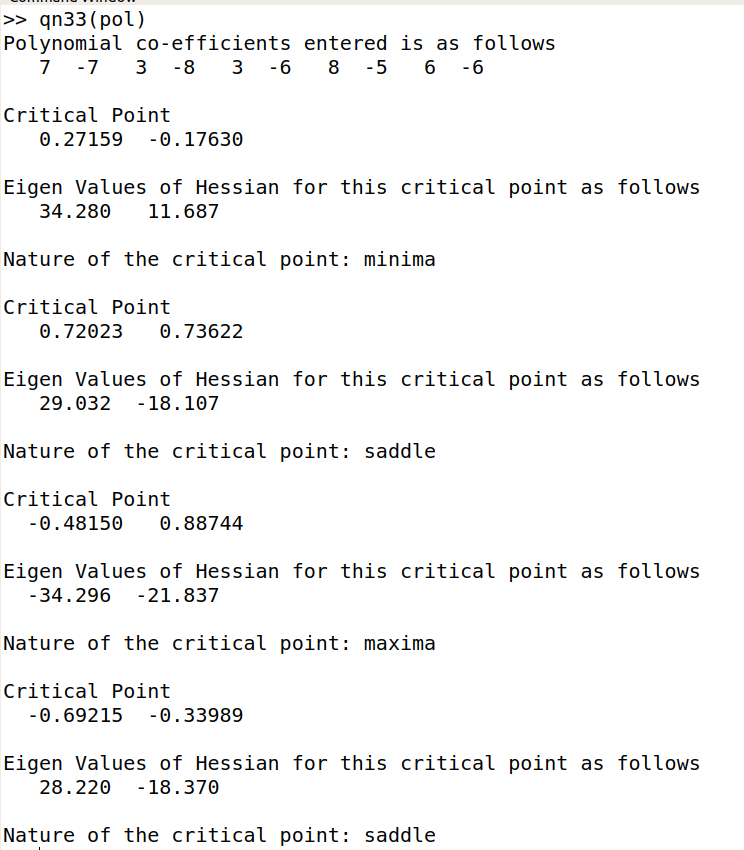 >> qn33(pol)
Polynomial co-efficients entered is as follows
7 -7 3 -8 3 -6 8 -5 6 -6
Critical Point
0.27159 -0.17630
Eigen Values of Hessian for this critical point as follows
34.280 11.687
Nature of the critical point: minima
Critical Point
0.72023 0.73622
Eigen Values of Hessian for this critical point as follows
29.032 -18.107
Nature of the critical point: saddle
Critical Point
-0.48150 0.88744
Eigen Values of Hessian for this critical point as follows
-34.296 -21.837
Nature of the critical point: maxima
Critical Point
-0.69215 -0.33989
Eigen Values of Hessian for this critical point as follows
28.220 -18.370
Nature of the critical point: saddle